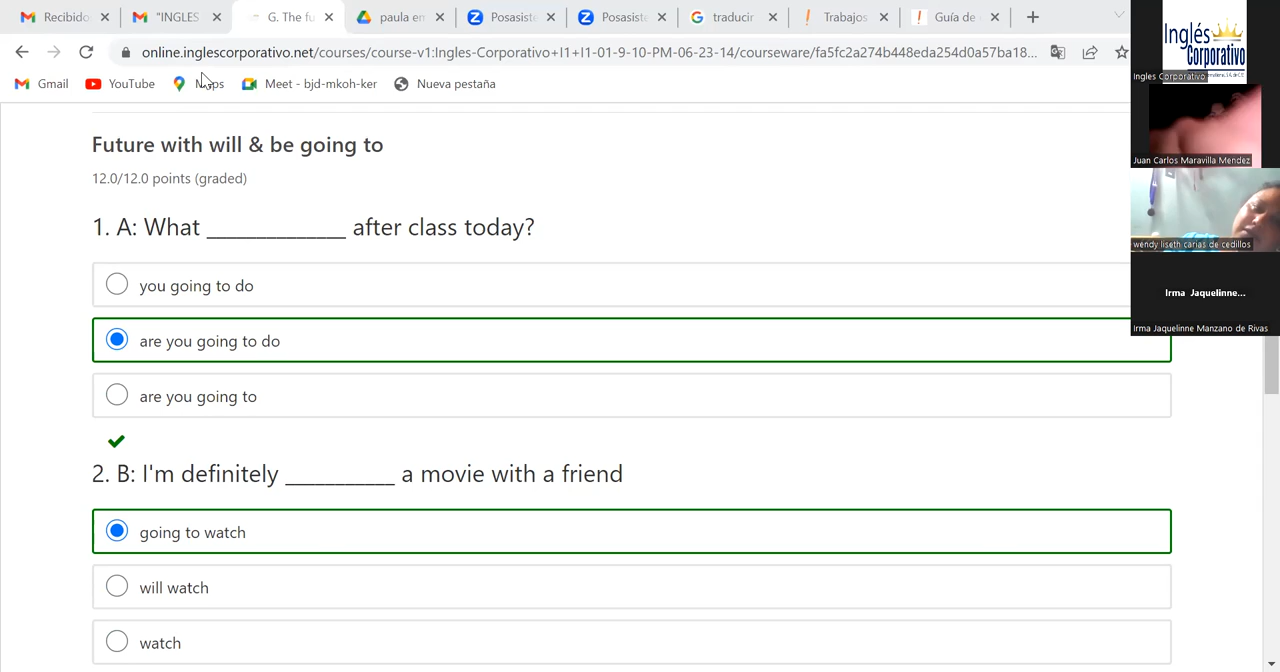 Recibido
"INGLES
G. The fu
paula en
Posasiste
Posasiste
traducir
Trabajos
Guía de
online.inglescorporativo.net/courses/course-v1:Ingles-Corporativo+I1+I1-01-9-10-PM-06-23-14/courseware/fa5fc2a274b448eda254d0a57ba18...
Gmail
YouTube
Maps
Meet - bjd-mkoh-ker
Nueva pestaña
Inglés
Corporativo
Ingles Corporativo
Juan Carlos Maravilla Mendez
wendy liseth carias de cedillos
Irma Jaquelinne...
Irma Jaquelinne Manzano de Rivas
Future with will & be going to
12.0/12.0 points (graded)
1. A: What ______________ after class today?
you going to do
are you going to do
are you going to
2. B: I'm definitely ___________ a movie with a friend
going to watch
will watch
watch